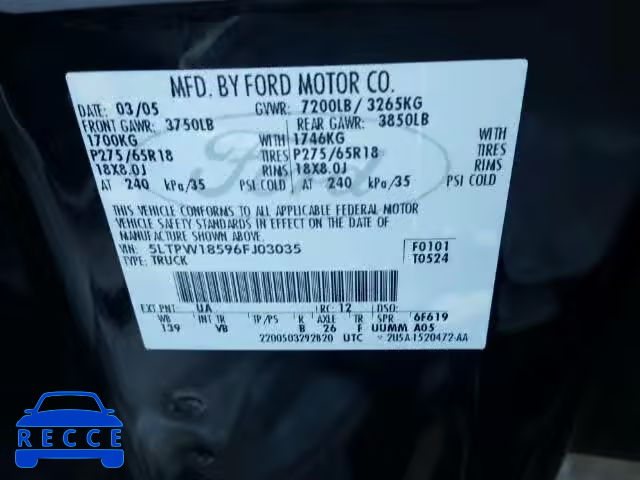 MFD. BY FORD MOTOR CO.
DATE: 03/05 GVWR: 7200LB / 3265KG
FRONT GAWR: 3750LB REAR GAWR: 3850LB
1700KG WITH 1746KG WITH
P275/65R18 TIRES P275/65R18 TIRES
18X8.0J RIMS 18X8.0J RIMS
AT 240 kPa/35 PSI COLD AT 240 kPa/35 PSI COLD
THIS VEHICLE CONFORMS TO ALL APPLICABLE FEDERAL MOTOR
VEHICLE SAFETY STANDARDS IN EFFECT ON THE DATE OF
MANUFACTURE SHOWN ABOVE.
VIN: 5LTPW18596FJ03035 F0101
TYPE: TRUCK T0524
EXT PNT: UA RC: 12 DSO:
WB INT TR TP/PS R AXLE TR SPR 6F619
139 VB B 26 F UUMM A05
2200503292820 UTC 2U5A-1520472-AA
Ford
RECCE